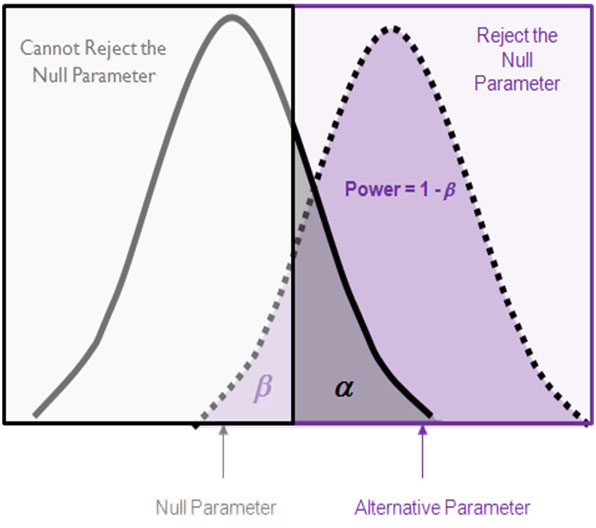 Cannot Reject the
Null Parameter
Reject the
Null
Parameter
Power = 1 - β
β
α
Null Parameter
Alternative Parameter